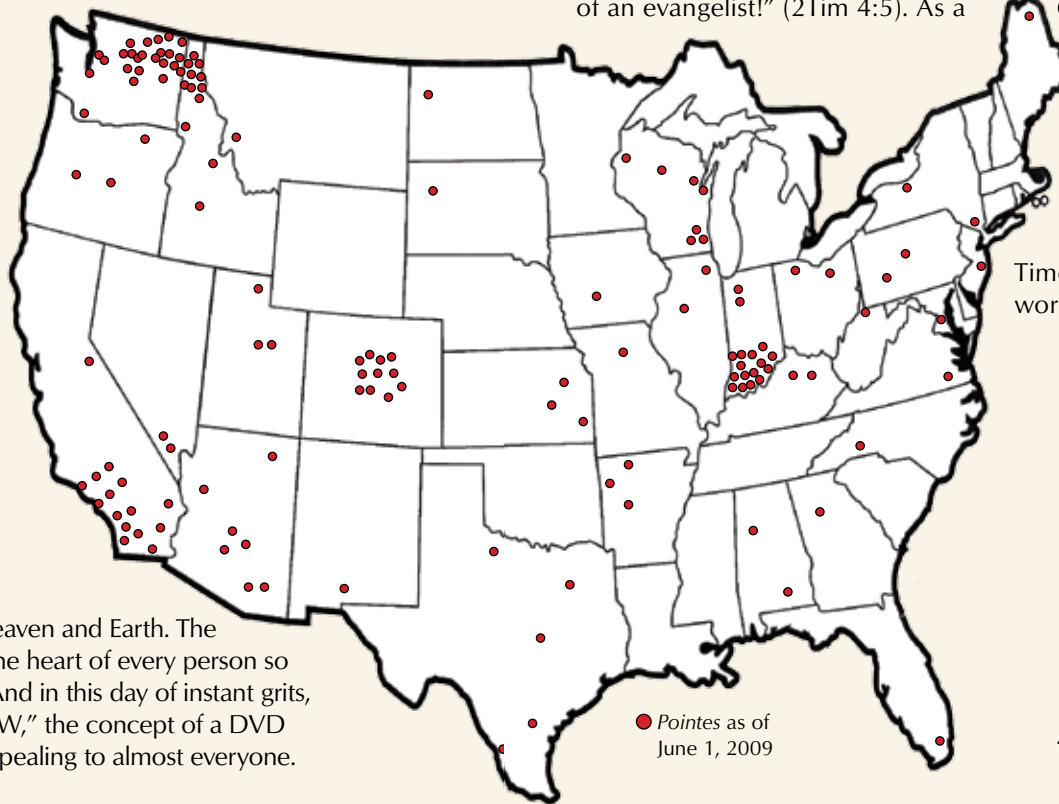 of an evangelist!” (2Tim 4:5). As a
Time
wor
eaven and Earth. The
ne heart of every person so
And in this day of instant grits,
W,” the concept of a DVD
pealing to almost everyone.
Pointes as of
June 1, 2009